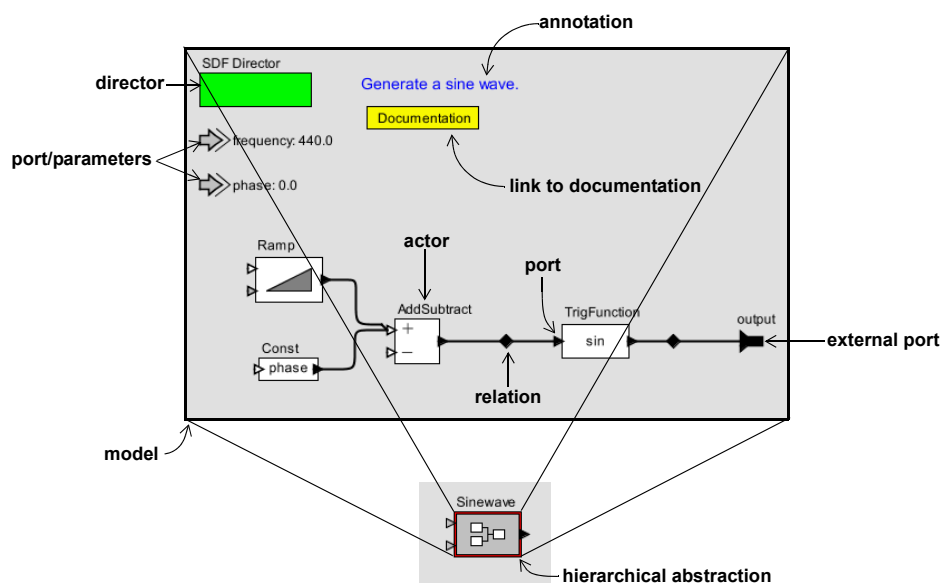 annotation
SDF Director
director
Generate a sine wave.
Documentation
frequency: 440.0
port/parameters
phase: 0.0
link to documentation
actor
Ramp
port
AddSubtract
TrigFunction
output
+
sin
external port
Const
−
phase
relation
model
Sinewave
hierarchical abstraction